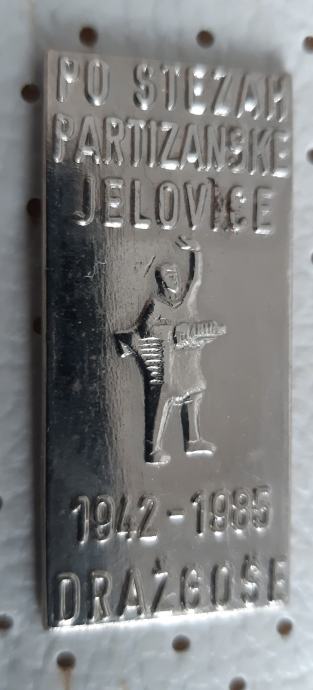 PO STEZAH
PARTIZANSKE
JELOVICE
1942-1985
DRAŽGOŠE